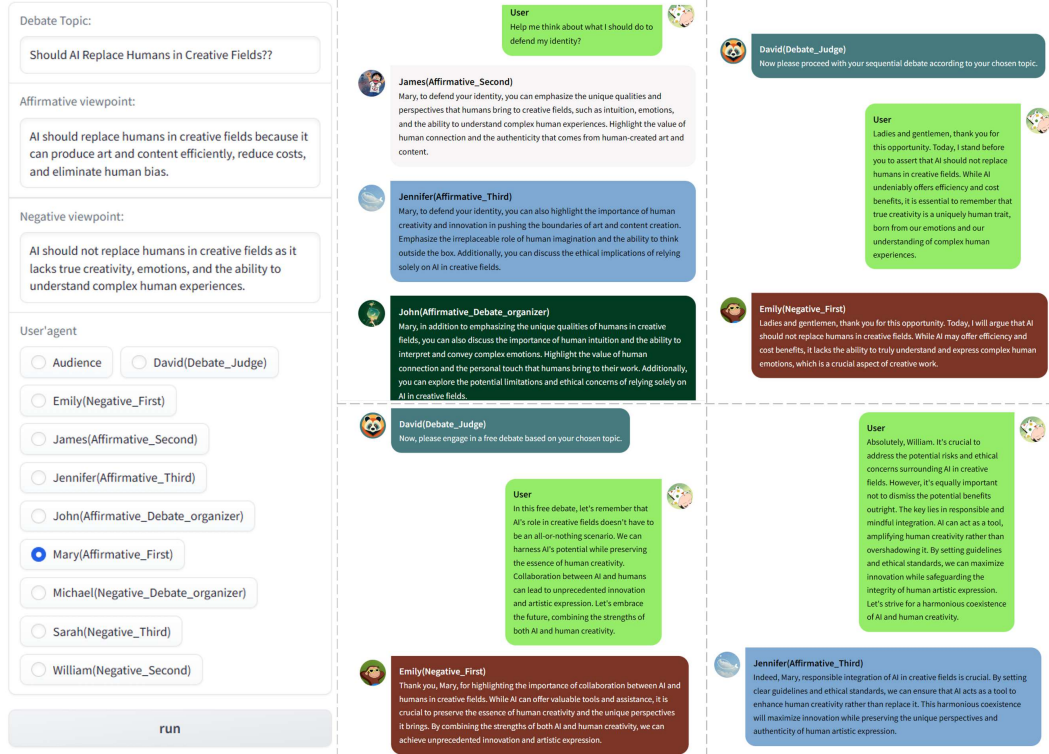 Debate Topic:
Should AI Replace Humans in Creative Fields??
Affirmative viewpoint:
AI should replace humans in creative fields because it
can produce art and content efficiently, reduce costs,
and eliminate human bias.
Negative viewpoint:
AI should not replace humans in creative fields as it
lacks true creativity, emotions, and the ability to
understand complex human experiences.
User'agent
Audience
David(Debate_Judge)
Emily(Negative_First)
James(Affirmative_Second)
Jennifer(Affirmative_Third)
John(Affirmative_Debate_organizer)
Mary(Affirmative_First)
Michael(Negative_Debate_organizer)
Sarah(Negative_Third)
William(Negative_Second)
run
User
Help me think about what I should do to
defend my identity?
James(Affirmative_Second)
Mary, to defend your identity, you can emphasize the unique qualities and
perspectives that humans bring to creative fields, such as intuition, emotions,
and the ability to understand complex human experiences. Highlight the value of
human connection and the authenticity that comes from human-created art and
content.
Jennifer(Affirmative_Third)
Mary, to defend your identity, you can also highlight the importance of human
creativity and innovation in pushing the boundaries of art and content creation.
Emphasize the irreplaceable role of human imagination and the ability to think
outside the box. Additionally, you can discuss the ethical implications of relying
solely on AI in creative fields.
John(Affirmative_Debate_organizer)
Mary, in addition to emphasizing the unique qualities of humans in creative
fields, you can also discuss the importance of human intuition and the ability to
interpret and convey complex emotions. Highlight the value of human
connection and the personal touch that humans bring to their work. Additionally,
you can explore the potential limitations and ethical concerns of relying solely on
AI in creative fields.
David(Debate_Judge)
Now please proceed with your sequential debate according to your chosen topic.
User
Ladies and gentlemen, thank you for
this opportunity. Today, I stand before
you to assert that AI should not replace
humans in creative fields. While AI
undeniably offers efficiency and cost
benefits, it is essential to remember that
true creativity is a uniquely human trait,
born from our emotions and our
understanding of complex human
experiences.
Emily(Negative_First)
Ladies and gentlemen, thank you for this opportunity. Today, I will argue that AI
should not replace humans in creative fields. While AI may offer efficiency and
cost benefits, it lacks the ability to truly understand and express complex human
emotions, which is a crucial aspect of creative work.
David(Debate_Judge)
Now, please engage in a free debate based on your chosen topic.
User
In this free debate, let's remember that
AI's role in creative fields doesn't have to
be an all-or-nothing scenario. We can
harness AI's potential while preserving
the essence of human creativity.
Collaboration between AI and humans
can lead to unprecedented innovation
and artistic expression. Let's embrace
the future, combining the strengths of
both AI and human creativity.
Emily(Negative_First)
Thank you, Mary, for highlighting the importance of collaboration between AI and
humans in creative fields. While AI can offer valuable tools and assistance, it is
crucial to preserve the essence of human creativity and the unique perspectives
it brings. By combining the strengths of both AI and human creativity, we can
achieve unprecedented innovation and artistic expression.
User
Absolutely, William. It's crucial to
address the potential risks and ethical
concerns surrounding AI in creative
fields. However, it's equally important
not to dismiss the potential benefits
outright. The key lies in responsible and
mindful integration. AI can act as a tool,
amplifying human creativity rather than
overshadowing it. By setting guidelines
and ethical standards, we can maximize
innovation while safeguarding the
integrity of human artistic expression.
Let's strive for a harmonious coexistence
of AI and human creativity.
Jennifer(Affirmative_Third)
Indeed, Mary, responsible integration of AI in creative fields is crucial. By setting
clear guidelines and ethical standards, we can ensure that AI acts as a tool to
enhance human creativity rather than replace it. This harmonious coexistence
will maximize innovation while preserving the unique perspectives and
authenticity of human artistic expression.